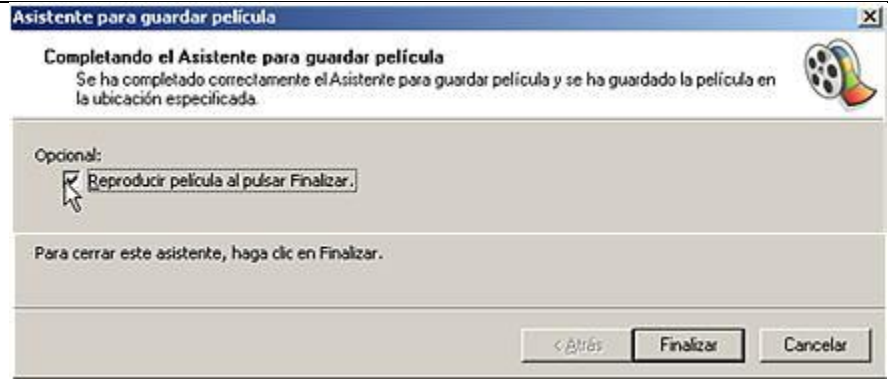 Asistente para guardar película
Completando el Asistente para guardar película
Se ha completado correctamente el Asistente para guardar película y se ha guardado la película en
la ubicación especificada.
Opcional:
Reproducir película al pulsar Finalizar.
Para cerrar este asistente, haga clic en Finalizar.
< Atrás Finalizar Cancelar